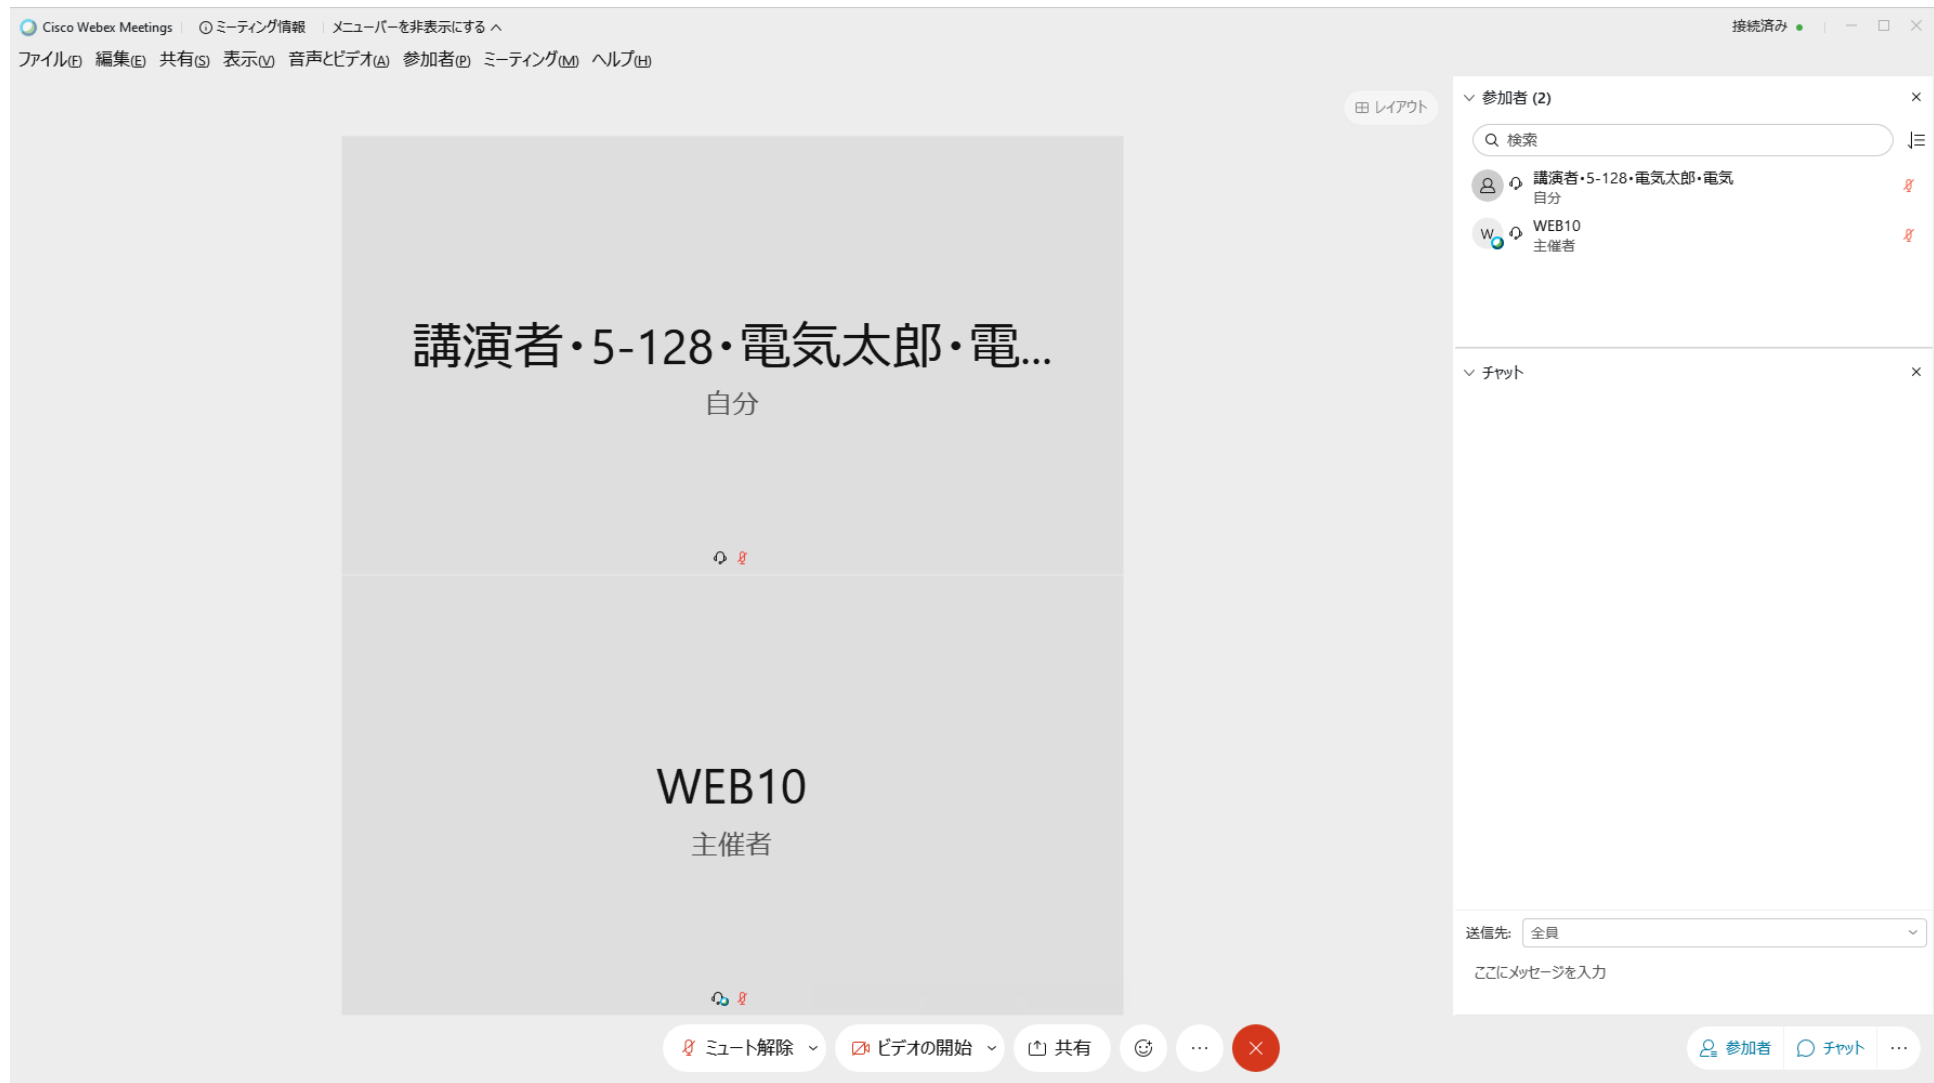 Cisco Webex Meetings ミーティング情報 メニューバーを非表示にする 接続済み
ファイル(F) 編集(E) 共有(S) 表示(V) 音声とビデオ(A) 参加者(P) ミーティング(M) ヘルプ(H)
レイアウト
講演者・5-128・電気太郎・電...
自分
WEB10
主催者
参加者 (2)
検索
講演者・5-128・電気太郎・電気
自分
W WEB10
主催者
チャット
送信先: 全員
ここにメッセージを入力
ミュート解除 ビデオの開始 共有 ... 参加者 チャット ...